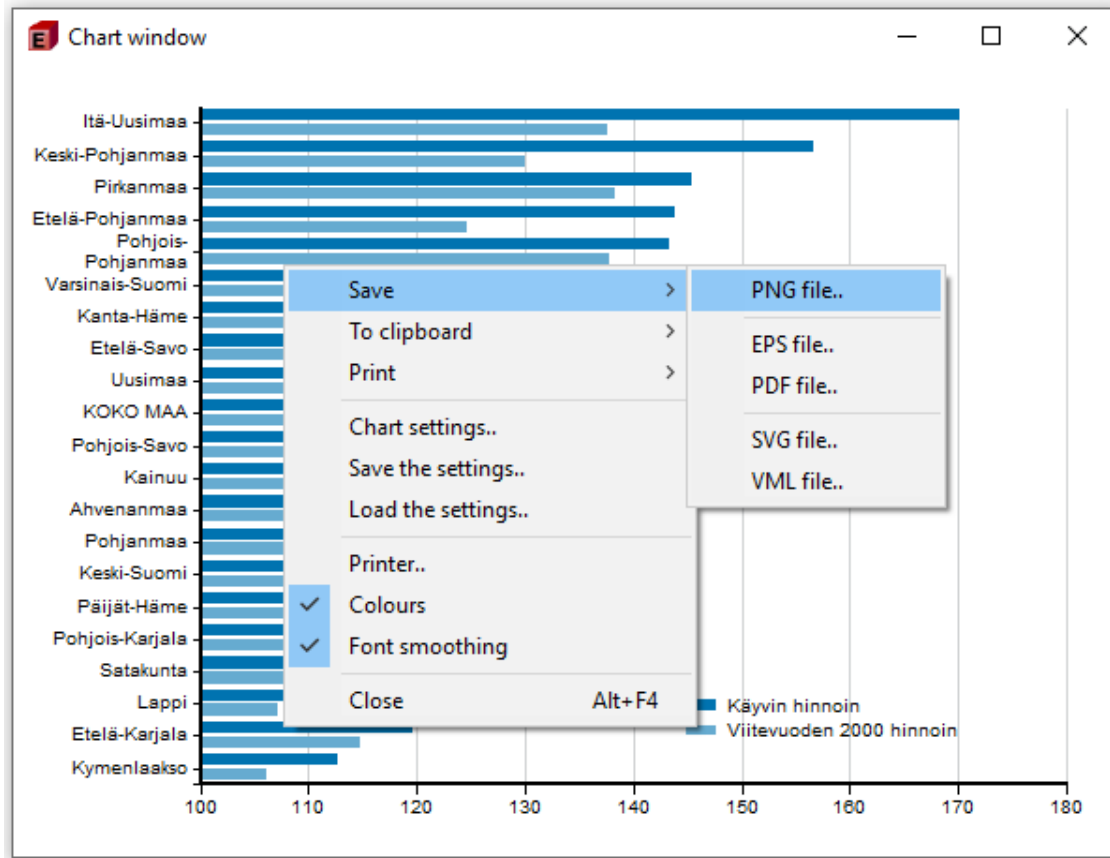 E Chart window
Itä-Uusimaa
Keski-Pohjanmaa
Pirkanmaa
Etelä-Pohjanmaa
Pohjois-
Pohjanmaa
Varsinais-Suomi
Kanta-Häme
Etelä-Savo
Uusimaa
KOKO MAA
Pohjois-Savo
Kainuu
Ahvenanmaa
Pohjanmaa
Keski-Suomi
Päijät-Häme
Pohjois-Karjala
Satakunta
Lappi
Etelä-Karjala
Kymenlaakso
100 110 120 130 140 150 160 170 180
Save
To clipboard
Print
Chart settings..
Save the settings..
Load the settings..
Printer..
Colours
Font smoothing
Close Alt+F4
PNG file..
EPS file..
PDF file..
SVG file..
VML file..
Käyvin hinnoin
Viitevuoden 2000 hinnoin